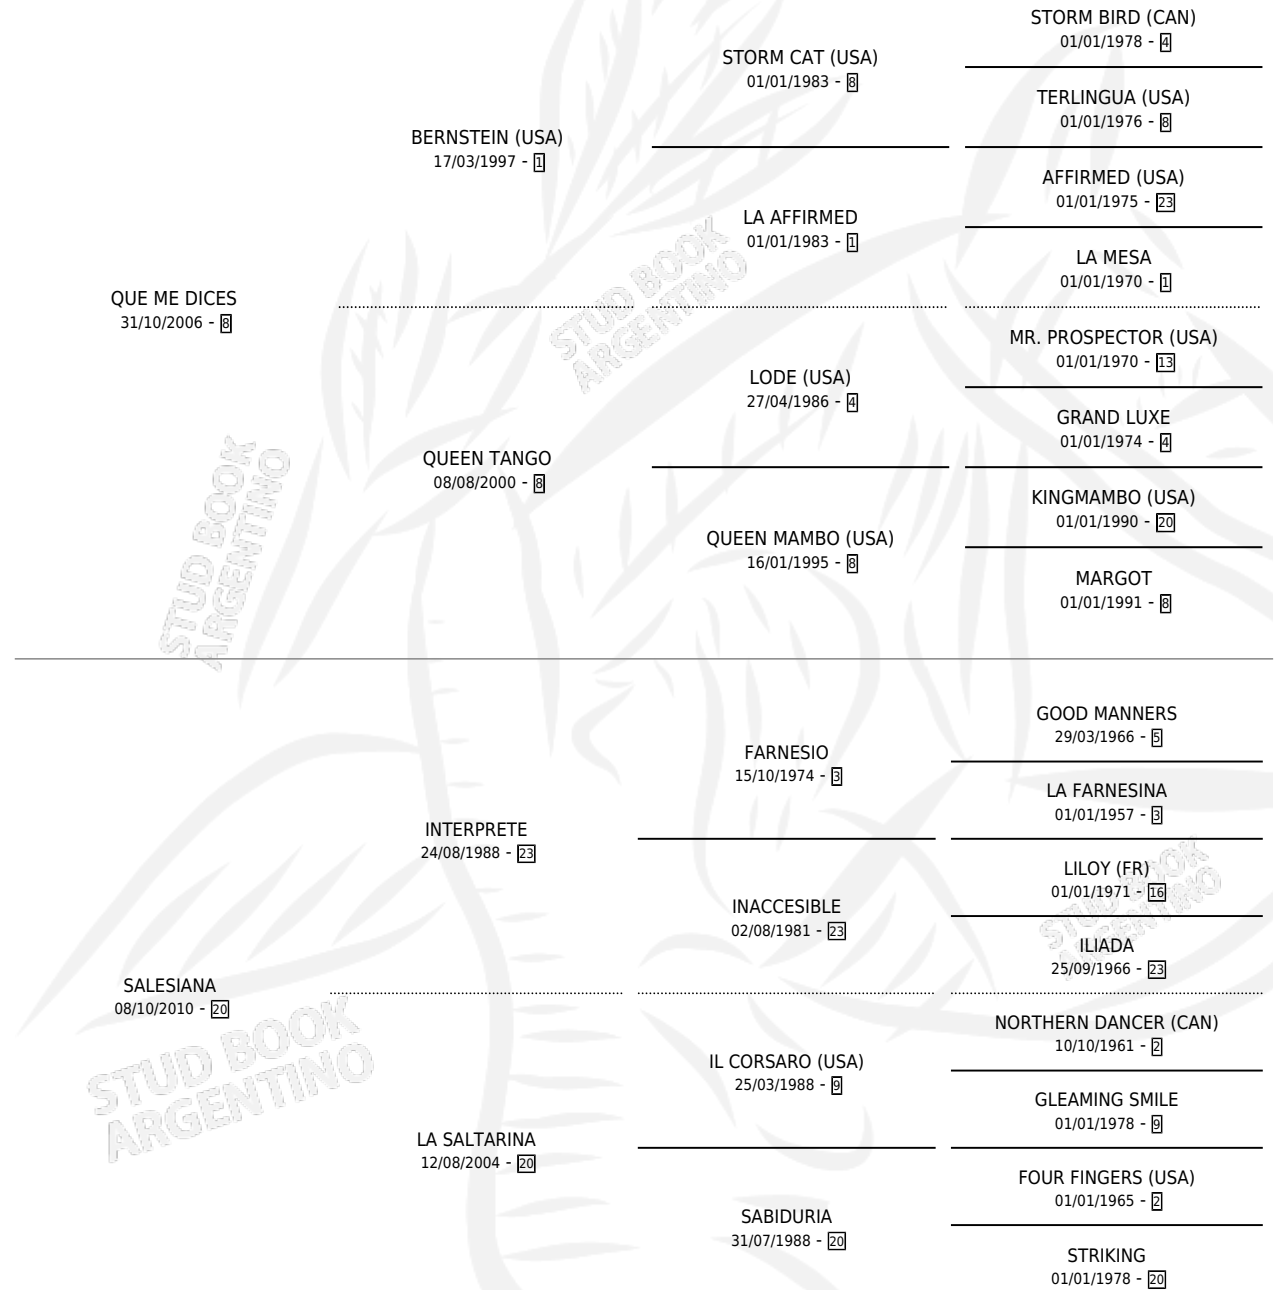 STORM BIRD (CAN)
01/01/1978 - 4
STORM CAT (USA)
01/01/1983 - 8
TERLINGUA (USA)
01/01/1976 - 8
BERNSTEIN (USA)
17/03/1997 - 1
AFFIRMED (USA)
01/01/1975 - 23
LA AFFIRMED
01/01/1983 - 1
LA MESA
01/01/1970 - 1
QUE ME DICES
31/10/2006 - 8
MR. PROSPECTOR (USA)
01/01/1970 - 13
LODE (USA)
27/04/1986 - 4
GRAND LUXE
01/01/1974 - 4
QUEEN TANGO
08/08/2000 - 8
KINGMAMBO (USA)
01/01/1990 - 20
QUEEN MAMBO (USA)
16/01/1995 - 8
MARGOT
01/01/1991 - 8
GOOD MANNERS
29/03/1966 - 5
FARNESIO
15/10/1974 - 3
LA FARNESINA
01/01/1957 - 3
INTERPRETE
24/08/1988 - 23
LILOY (FR)
01/01/1971 - 16
INACCESIBLE
02/08/1981 - 23
ILIADA
25/09/1966 - 23
SALESIANA
08/10/2010 - 20
NORTHERN DANCER (CAN)
10/10/1961 - 2
IL CORSARO (USA)
25/03/1988 - 9
GLEAMING SMILE
01/01/1978 - 9
LA SALTARINA
12/08/2004 - 20
FOUR FINGERS (USA)
01/01/1965 - 2
SABIDURIA
31/07/1988 - 20
STRIKING
01/01/1978 - 20
STUD BOOK
ARGENTINO
STUD BOOK
ARGENTINO
STUD BOOK
ARGENTINO
STUD BOOK
ARGENTINO